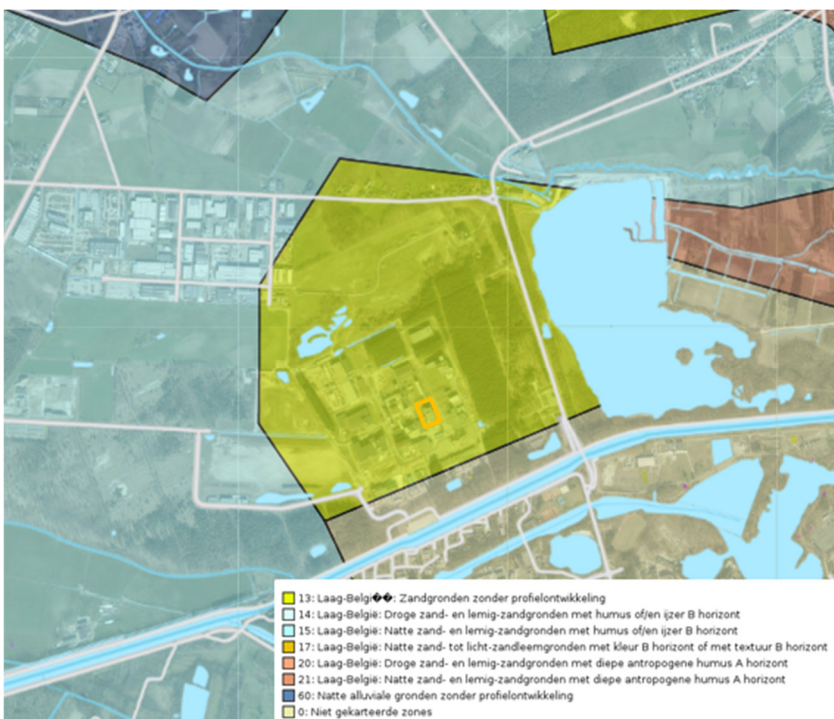 13: Laag-Belgi��: Zandgronden zonder profielontwikkeling
14: Laag-België: Droge zand- en lemig-zandgronden met humus of/en ijzer B horizont
15: Laag-België: Natte zand- en lemig-zandgronden met humus of/en ijzer B horizont
17: Laag-België: Natte zand- tot licht-zandleemgronden met kleur B horizont of met textuur B horizont
20: Laag-België: Droge zand- en lemig-zandgronden met diepe antropogene humus A horizont
21: Laag-België: Natte zand- en lemig-zandgronden met diepe antropogene humus A horizont
60: Natte alluviale gronden zonder profielontwikkeling
0: Niet gekarteerde zones